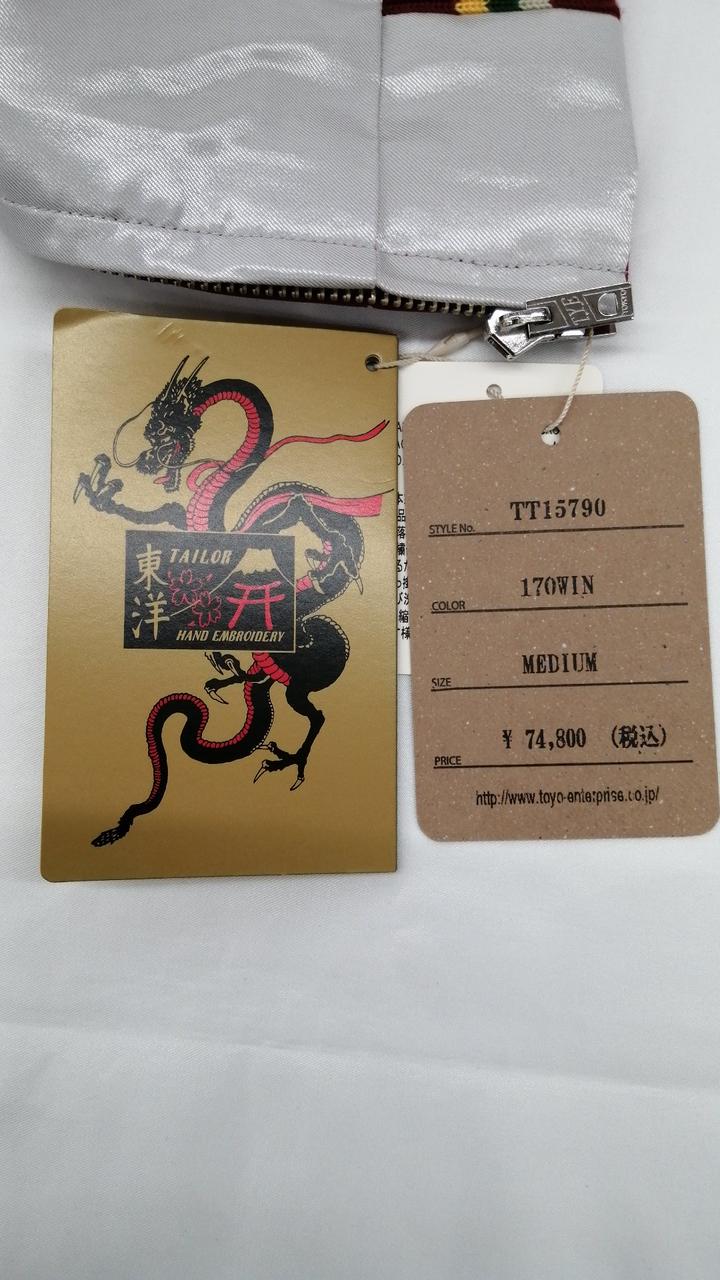 東洋
TAILOR
HAND EMBROIDERY
TT15790
STYLE No.
170WIN
COLOR
MEDIUM
SIZE
¥ 74,800 (税込)
PRICE
http://www.toyo-enterprise.co.jp/
TOKYO